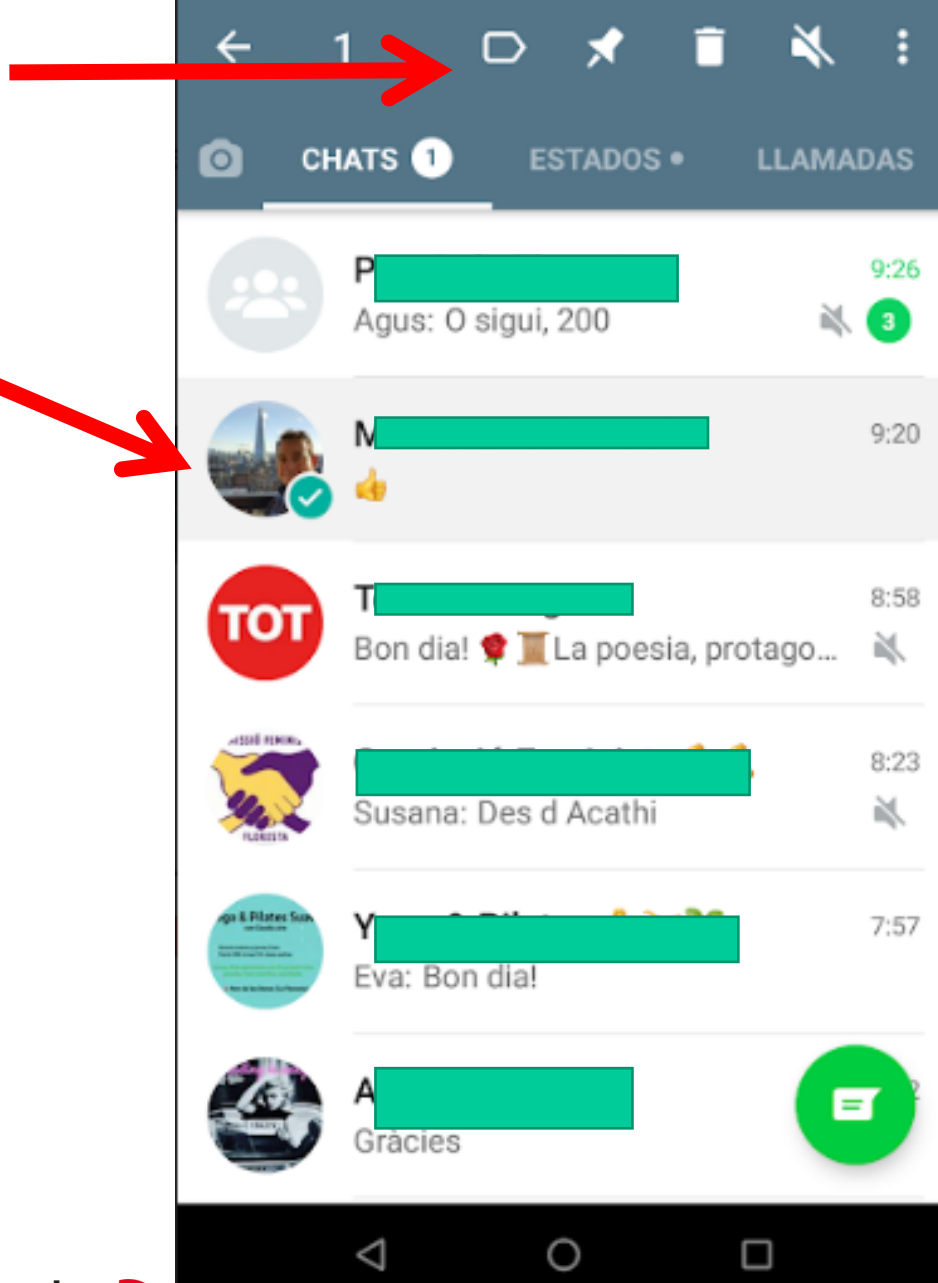 1
CHATS 1
ESTADOS •
LLAMADAS
P
9:26
Agus: O sigui, 200
3
M
9:20
👍
TOT
T
8:58
Bon dia! 🌹📜La poesia, protago...
8:23
Susana: Des d Acathi
Y
7:57
Eva: Bon dia!
A
Gràcies